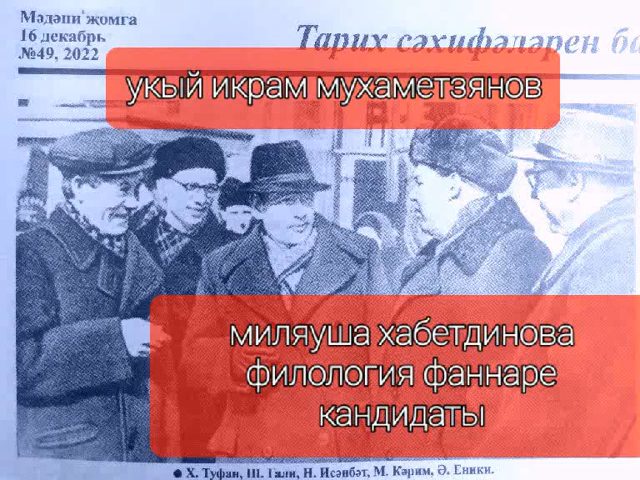 Мәдәни җомга
16 декабрь
№49, 2022
Тарих сәхифәләрен
укый икрам мухаметзянов
миляуша хабетдинова
филология фаннаре
кандидаты
● Х. Туфан, Ш. Гали, Н. Исәнбәт, М. Кәрим, Ә. Еники.